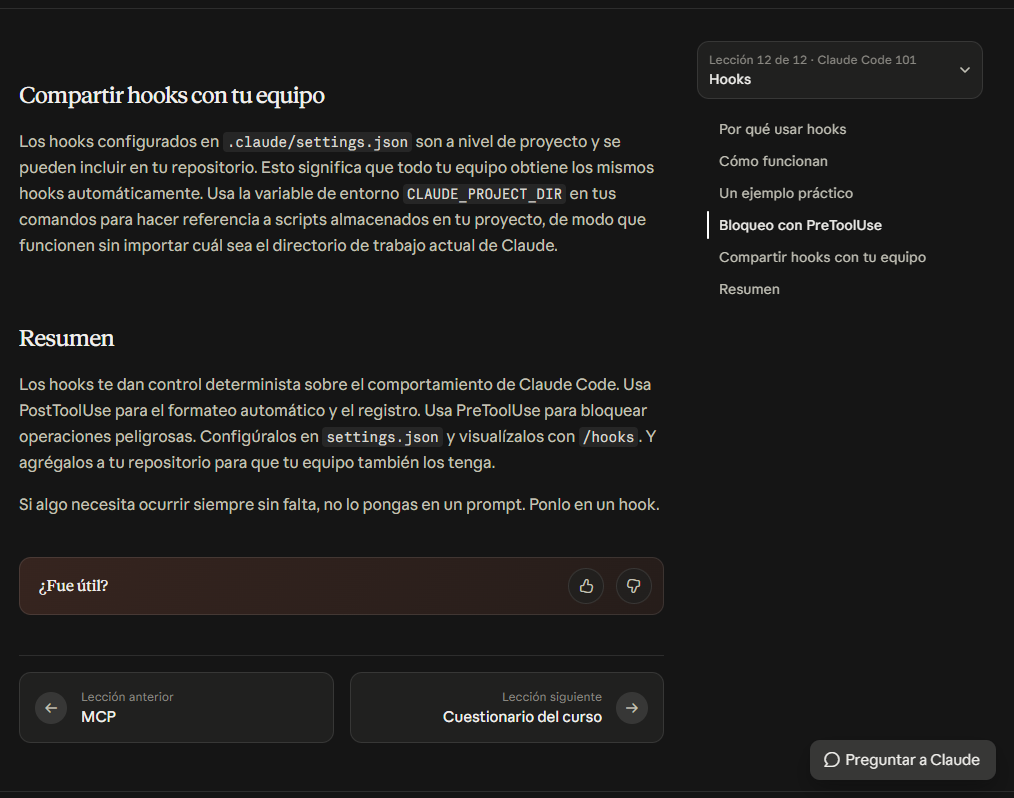 Compartir hooks con tu equipo
Los hooks configurados en .claude/settings.json son a nivel de proyecto y se
pueden incluir en tu repositorio. Esto significa que todo tu equipo obtiene los mismos
hooks automáticamente. Usa la variable de entorno CLAUDE_PROJECT_DIR en tus
comandos para hacer referencia a scripts almacenados en tu proyecto, de modo que
funcionen sin importar cuál sea el directorio de trabajo actual de Claude.
Resumen
Los hooks te dan control determinista sobre el comportamiento de Claude Code. Usa
PostToolUse para el formateo automático y el registro. Usa PreToolUse para bloquear
operaciones peligrosas. Configúralos en settings.json y visualízalos con /hooks. Y
agrégalos a tu repositorio para que tu equipo también los tenga.
Si algo necesita ocurrir siempre sin falta, no lo pongas en un prompt. Ponlo en un hook.
¿Fue útil?
Lección anterior
MCP
Lección siguiente
Cuestionario del curso
Lección 12 de 12 · Claude Code 101
Hooks
Por qué usar hooks
Cómo funcionan
Un ejemplo práctico
Bloqueo con PreToolUse
Compartir hooks con tu equipo
Resumen
Preguntar a Claude